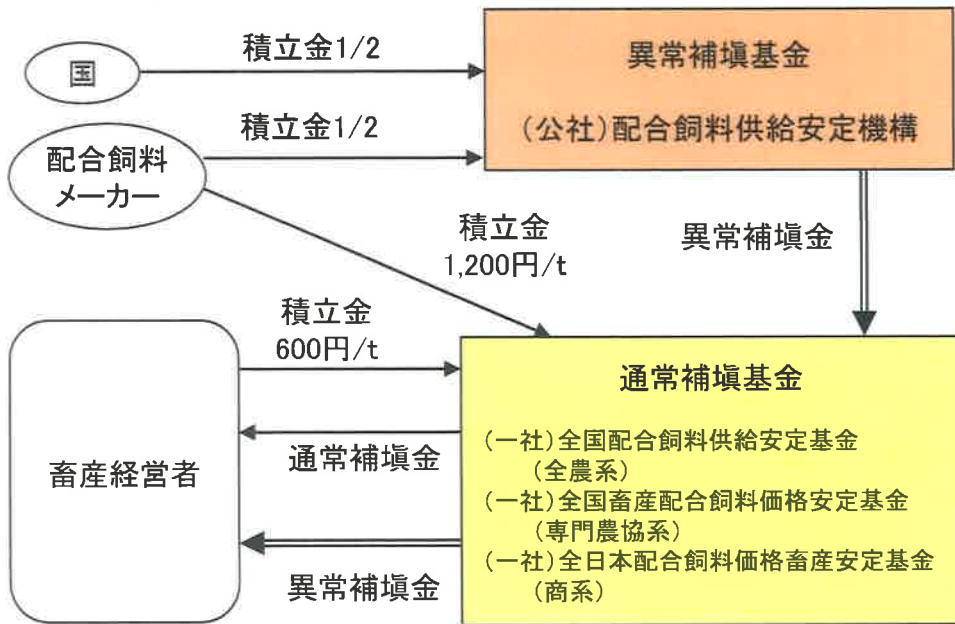 国
積立金1/2
異常補塡基金
(公社)配合飼料供給安定機構
配合飼料
メーカー
積立金1/2
積立金
1,200円/t
異常補塡金
積立金
600円/t
畜産経営者
通常補塡金
異常補塡金
通常補塡基金
(一社)全国配合飼料供給安定基金
(全農系)
(一社)全国畜産配合飼料価格安定基金
(専門農協系)
(一社)全日本配合飼料価格畜産安定基金
(商系)